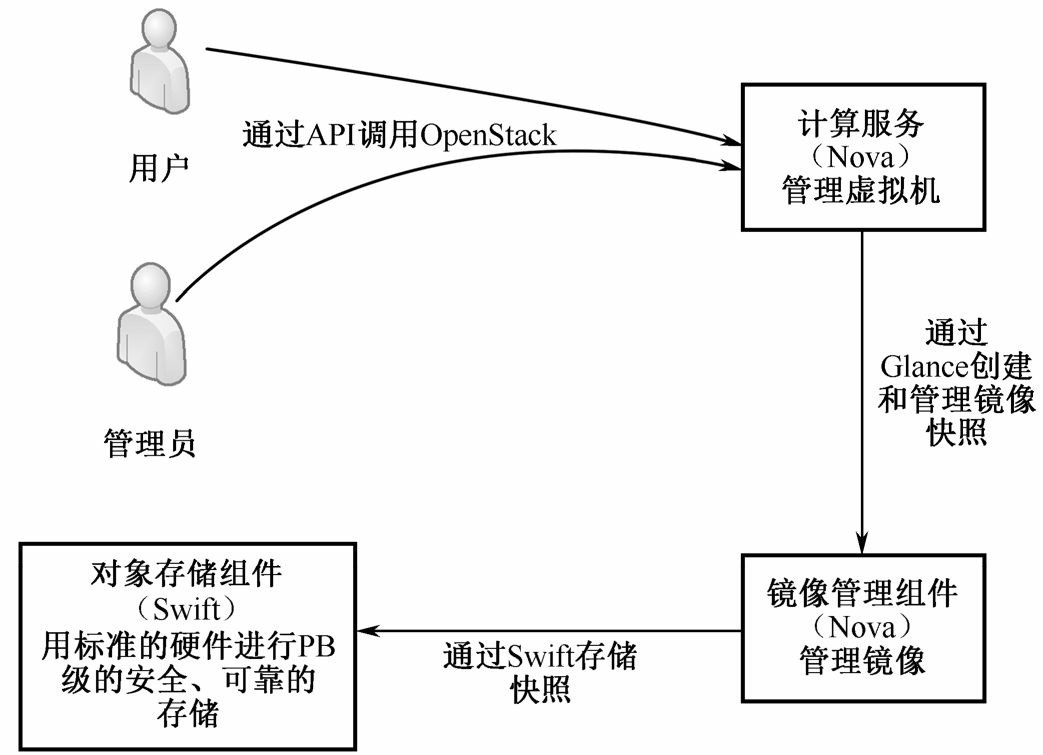 用户
通过API调用OpenStack
计算服务
（Nova）
管理虚拟机
管理员
通过
Glance创建
和管理镜像
快照
对象存储组件
（Swift）
用标准的硬件进行PB
级的安全、可靠的
存储
通过Swift存储
快照
镜像管理组件
（Nova）
管理镜像